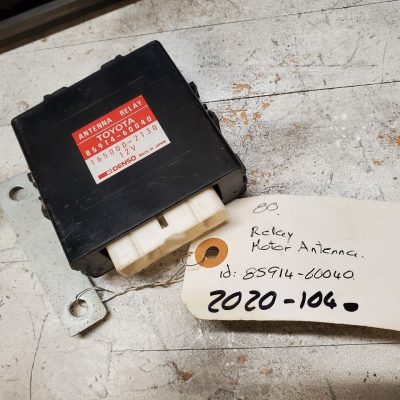 ANTENNA RELAY
TOYOTA
85914-60040
165000-2130
12V
DENSO MADE IN JAPAN
80.
Relay
Motor Antenna.
id: 85914-60040
2020-104.